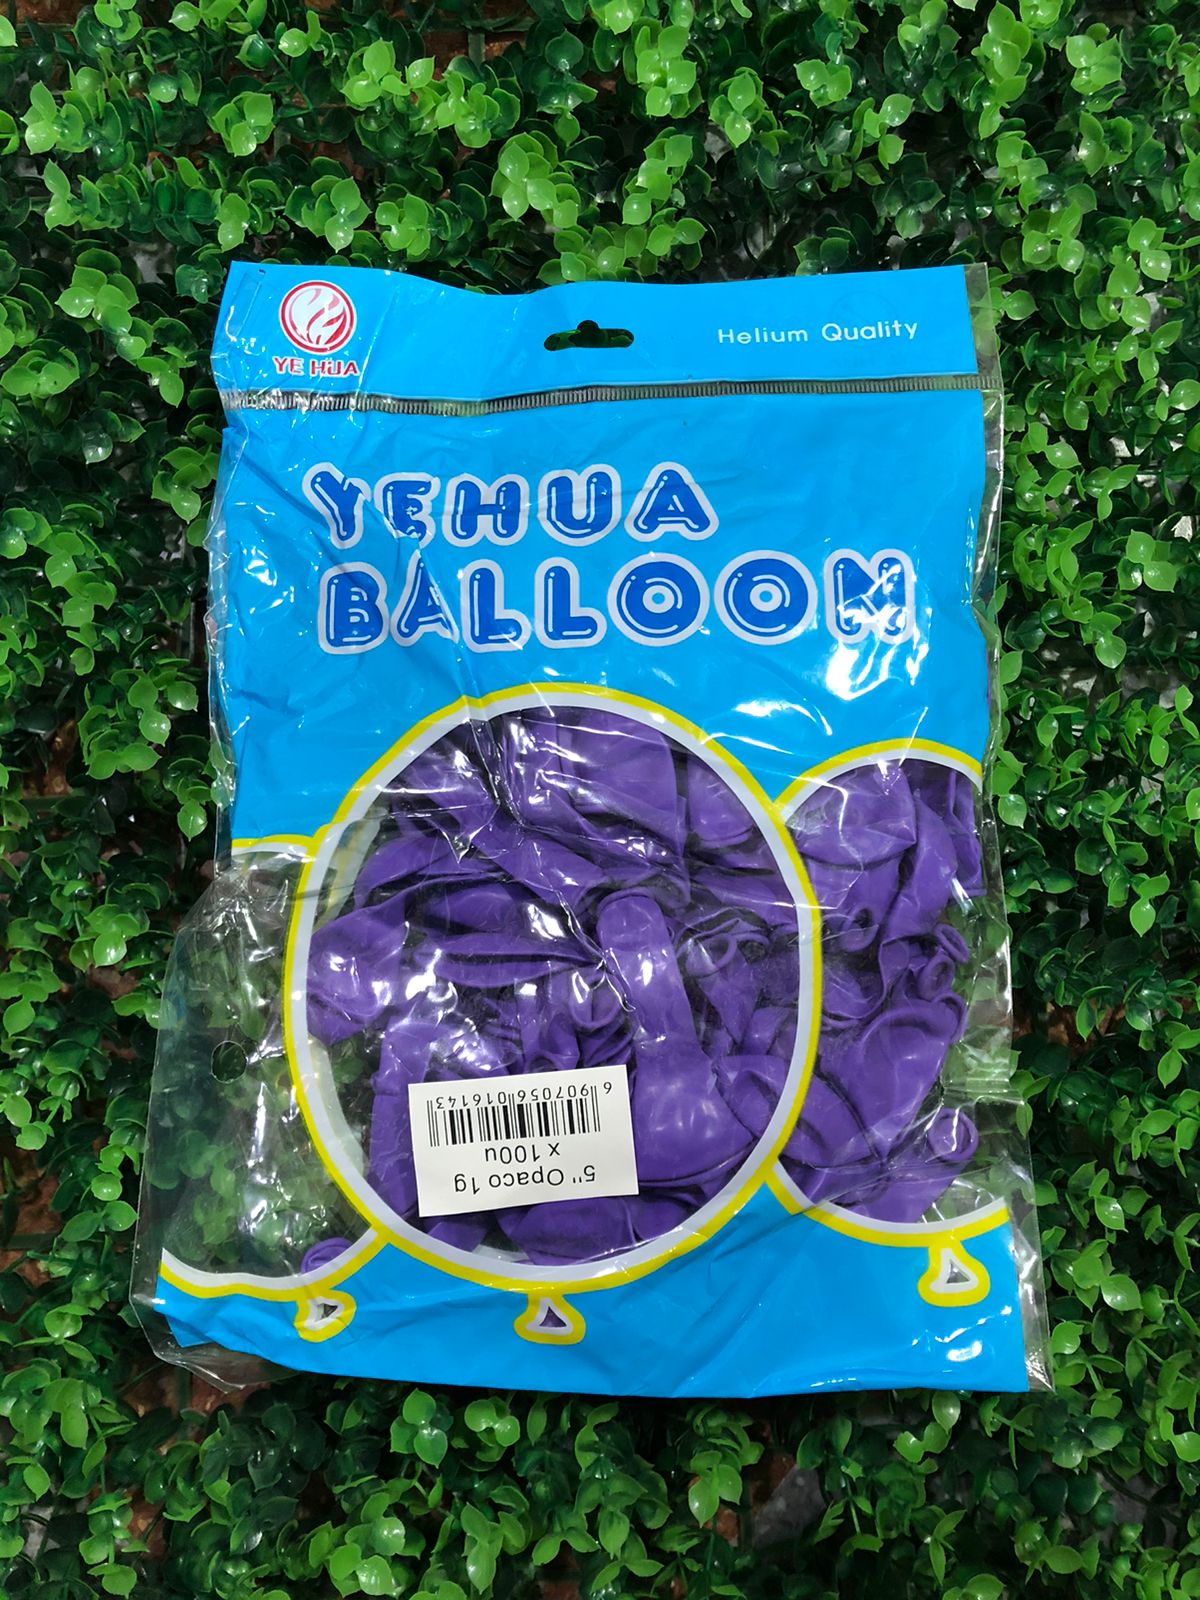 YE HUA
Helium Quality
YEHUA
BALLOON
5" Opaco 1g
x 100u
6 907056 016143